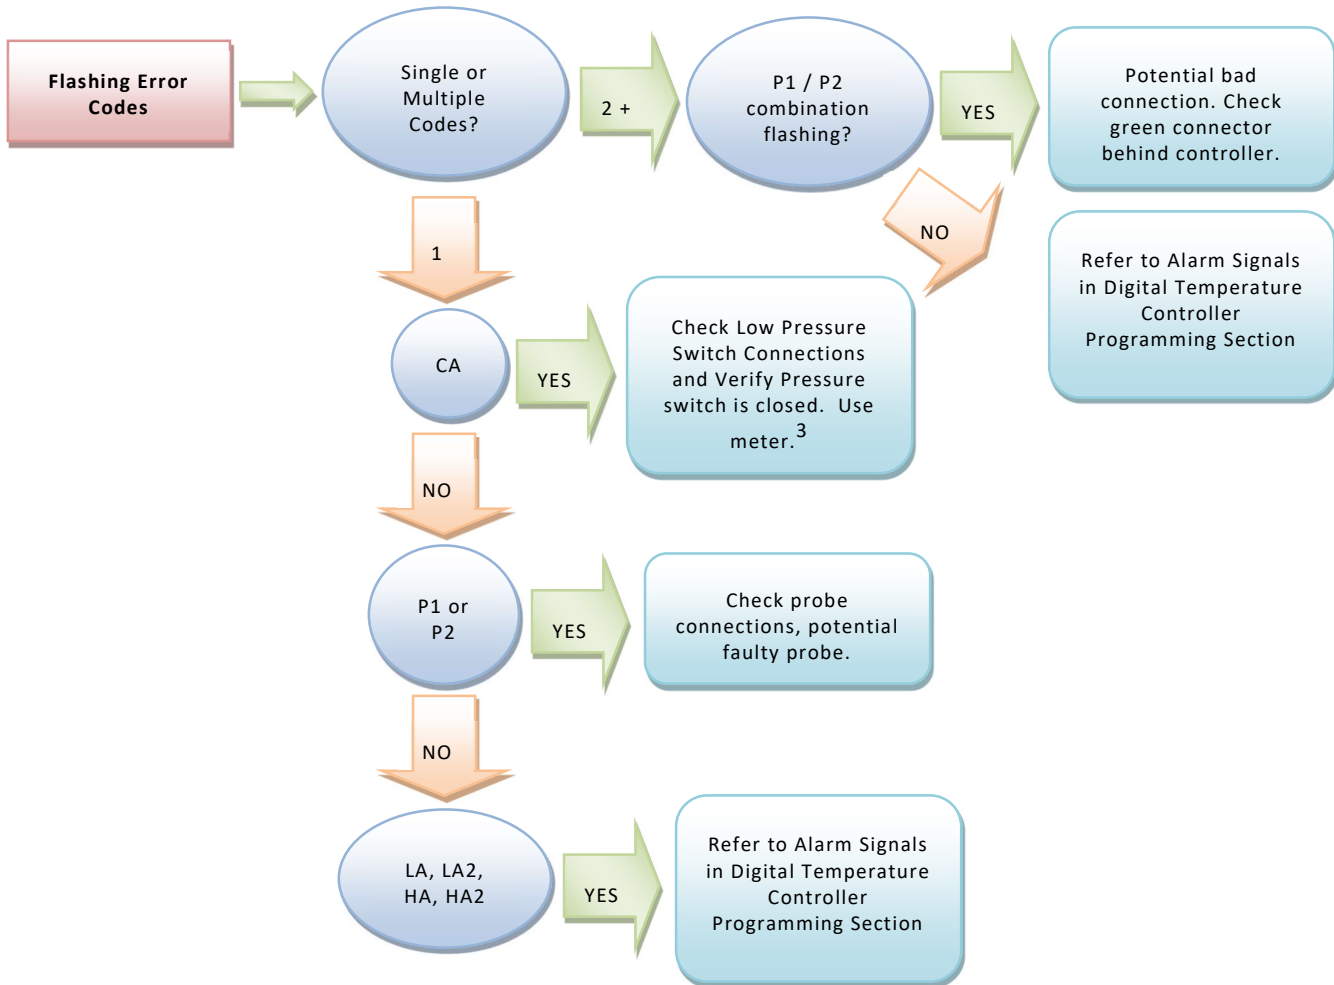 Flashing Error
Codes
Single or
Multiple
Codes?
2 +
P1 / P2
combination
flashing?
YES
Potential bad
connection. Check
green connector
behind controller.
NO
Refer to Alarm Signals
in Digital Temperature
Controller
Programming Section
1
CA
YES
Check Low Pressure
Switch Connections
and Verify Pressure
switch is closed.  Use
meter.3
NO
P1 or
P2
YES
Check probe
connections, potential
faulty probe.
NO
LA, LA2,
HA, HA2
YES
Refer to Alarm Signals
in Digital Temperature
Controller
Programming Section